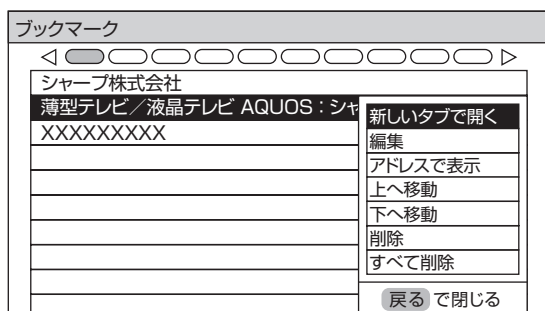 ブックマーク
シャープ株式会社
薄型テレビ／液晶テレビ AQUOS：シャ
XXXXXXXXX
新しいタブで開く
編集
アドレスで表示
上へ移動
下へ移動
削除
すべて削除
戻る で閉じる